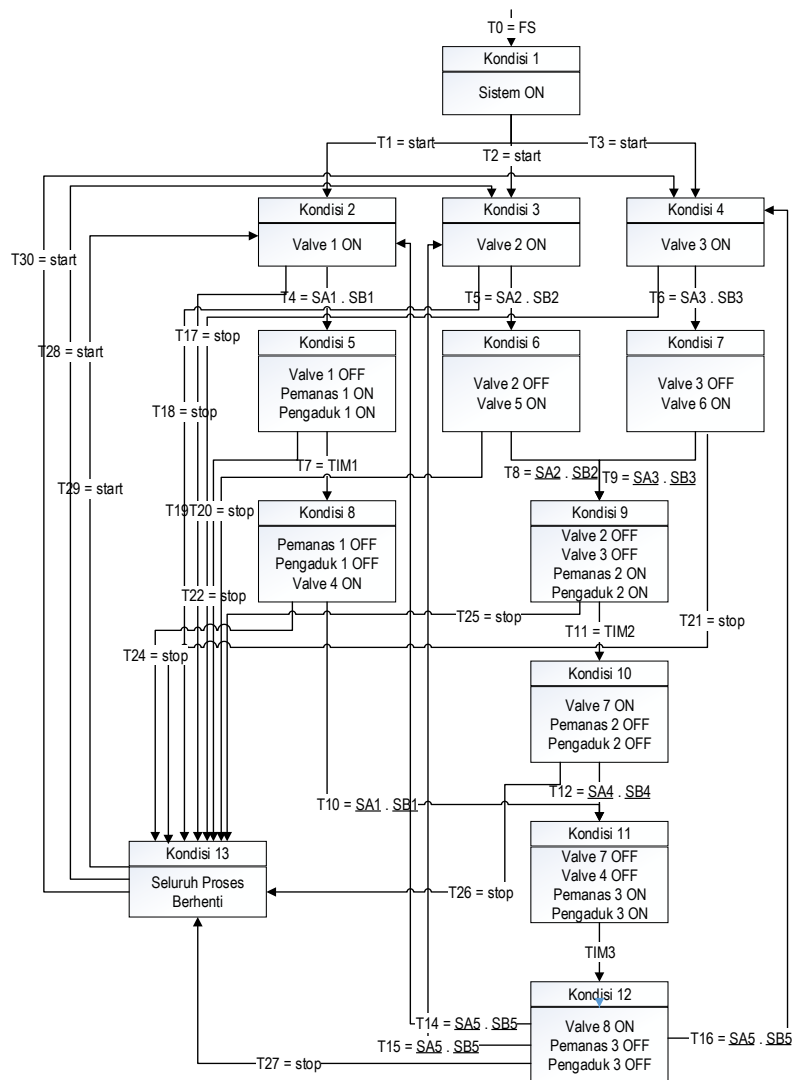 T0 = FS
Kondisi 1
Sistem ON
T1 = start
T2 = start
T3 = start
Kondisi 2
Valve 1 ON
Kondisi 3
Valve 2 ON
Kondisi 4
Valve 3 ON
T30 = start
T4 = SA1 . SB1
T5 = SA2 . SB2
T6 = SA3 . SB3
T17 = stop
T28 = start
Kondisi 5
Valve 1 OFF
Pemanas 1 ON
Pengaduk 1 ON
Kondisi 6
Valve 2 OFF
Valve 5 ON
Kondisi 7
Valve 3 OFF
Valve 6 ON
T18 = stop
T7 = TIM1
T8 = SA2 . SB2
T9 = SA3 . SB3
T29 = start
T19
T20 = stop
Kondisi 8
Pemanas 1 OFF
Pengaduk 1 OFF
Valve 4 ON
Kondisi 9
Valve 2 OFF
Valve 3 OFF
Pemanas 2 ON
Pengaduk 2 ON
T22 = stop
T25 = stop
T21 = stop
T11 = TIM2
T24 = stop
Kondisi 10
Valve 7 ON
Pemanas 2 OFF
Pengaduk 2 OFF
T10 = SA1 . SB1
T12 = SA4 . SB4
Kondisi 11
Valve 7 OFF
Valve 4 OFF
Pemanas 3 ON
Pengaduk 3 ON
Kondisi 13
Seluruh Proses
Berhenti
T26 = stop
TIM3
Kondisi 12
Valve 8 ON
Pemanas 3 OFF
Pengaduk 3 OFF
T14 = SA5 . SB5
T15 = SA5 . SB5
T16 = SA5 . SB5
T27 = stop